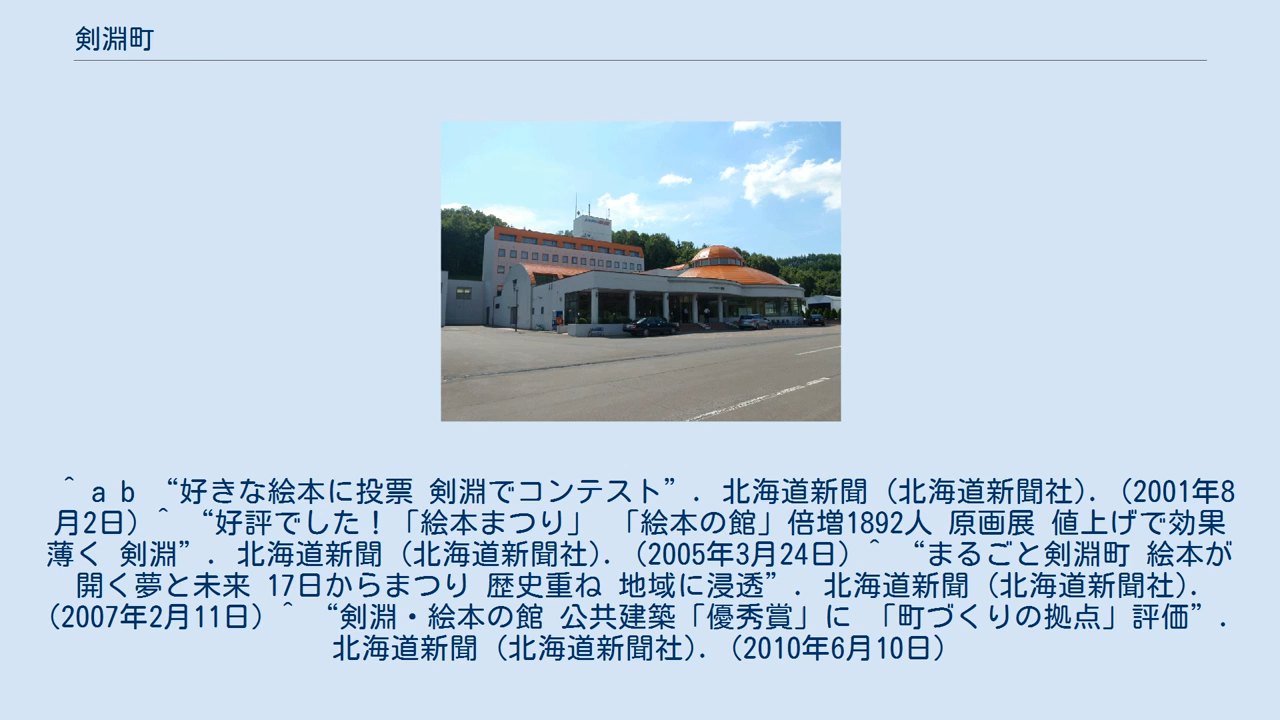 剣淵町
^ a b “好きな絵本に投票 剣淵でコンテスト”. 北海道新聞 (北海道新聞社). (2001年8
月2日) ^ “好評でした！「絵本まつり」 「絵本の館」倍増1892人 原画展 値上げで効果
薄く 剣淵”. 北海道新聞 (北海道新聞社). (2005年3月24日) ^ “まるごと剣淵町 絵本が
開く夢と未来 17日からまつり 歴史重ね 地域に浸透”. 北海道新聞 (北海道新聞社).
(2007年2月11日) ^ “剣淵・絵本の館 公共建築「優秀賞」に 「町づくりの拠点」評価”.
北海道新聞 (北海道新聞社). (2010年6月10日)